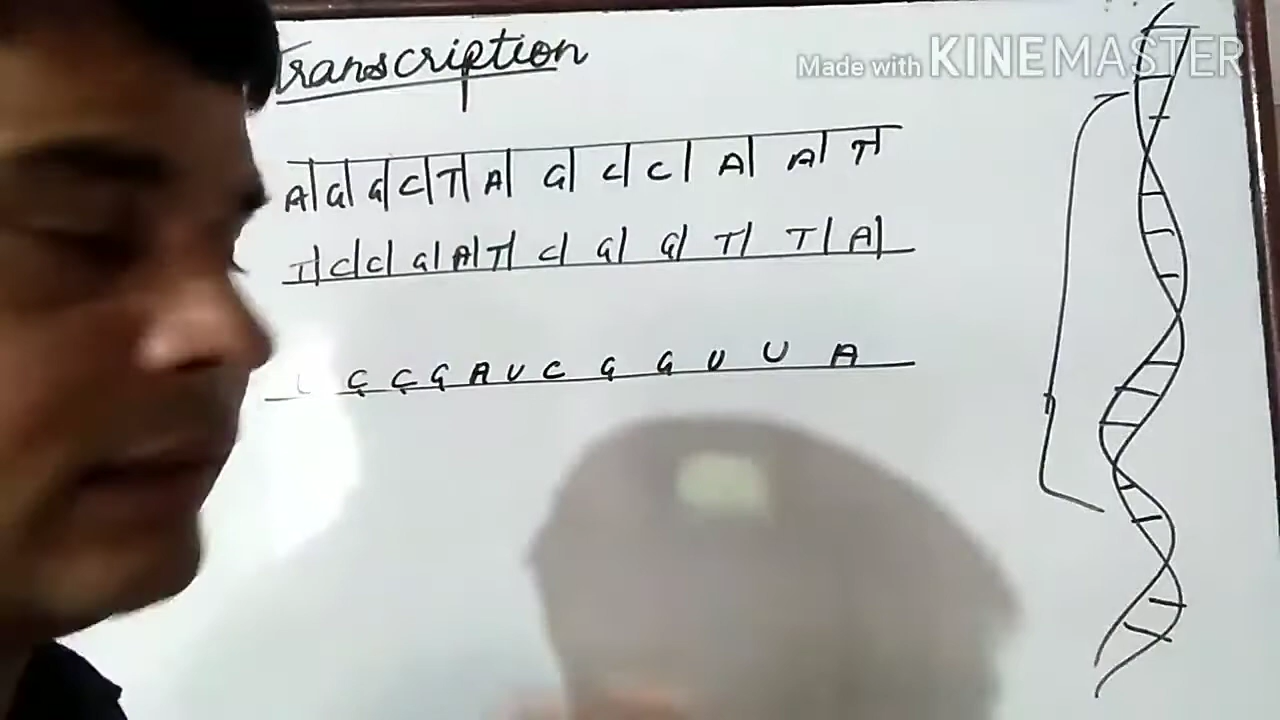 Transcription
Made with KINEMASTER
A G G C T A G C C A A T
T C C G A T C G G T T A
C C G A U C G G U U A